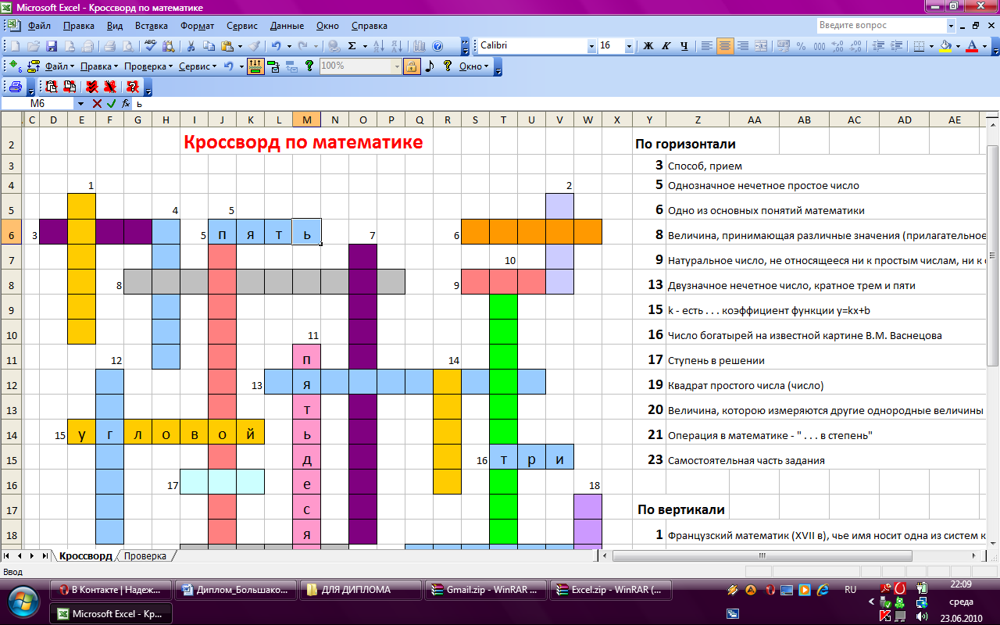 Microsoft Excel - Кроссворд по математике
Файл Правка Вид Вставка Формат Сервис Данные Окно Справка
Введите вопрос
Calibri 16 Ж К Ч
% 000
Файл Правка Проверка Сервис 100% Окно
M6 ь
C D E F G H I J K L M N O P Q R S T U V W X Y Z AA AB AC AD AE
2 Кроссворд по математике По горизонтали
3 3 Способ, прием
4 1 2 5 Однозначное нечетное простое число
5 4 5 6 Одно из основных понятий математики
6 3 5 п я т ь 7 6 8 Величина, принимающая различные значения (прилагательное
7 10 9 Натуральное число, не относящееся ни к простым числам, ни к с
8 8 9 13 Двузначное нечетное число, кратное трем и пяти
9 15 k - есть . . . коэффициент функции y=kx+b
10 11 16 Число богатырей на известной картине В.М. Васнецова
11 12 п 14 17 Ступень в решении
12 13 я 19 Квадрат простого числа (число)
13 т 20 Величина, которою измеряются другие однородные величины
14 15 у г л о в о й ь 21 Операция в математике - " . . . в степень"
15 д 16 т р и 23 Самостоятельная часть задания
16 17 е 18
17 с По вертикали
18 я 1 Французский математик (XVII в), чье имя носит одна из систем к
Кроссворд Проверка
Ввод
В Контакте | Надеж... Диплом_Большако... ДЛЯ ДИПЛОМА Gmail.zip - WinRAR ... Excel.zip - WinRAR (... RU 22:09
Microsoft Excel - Кр... среда
23.06.2010